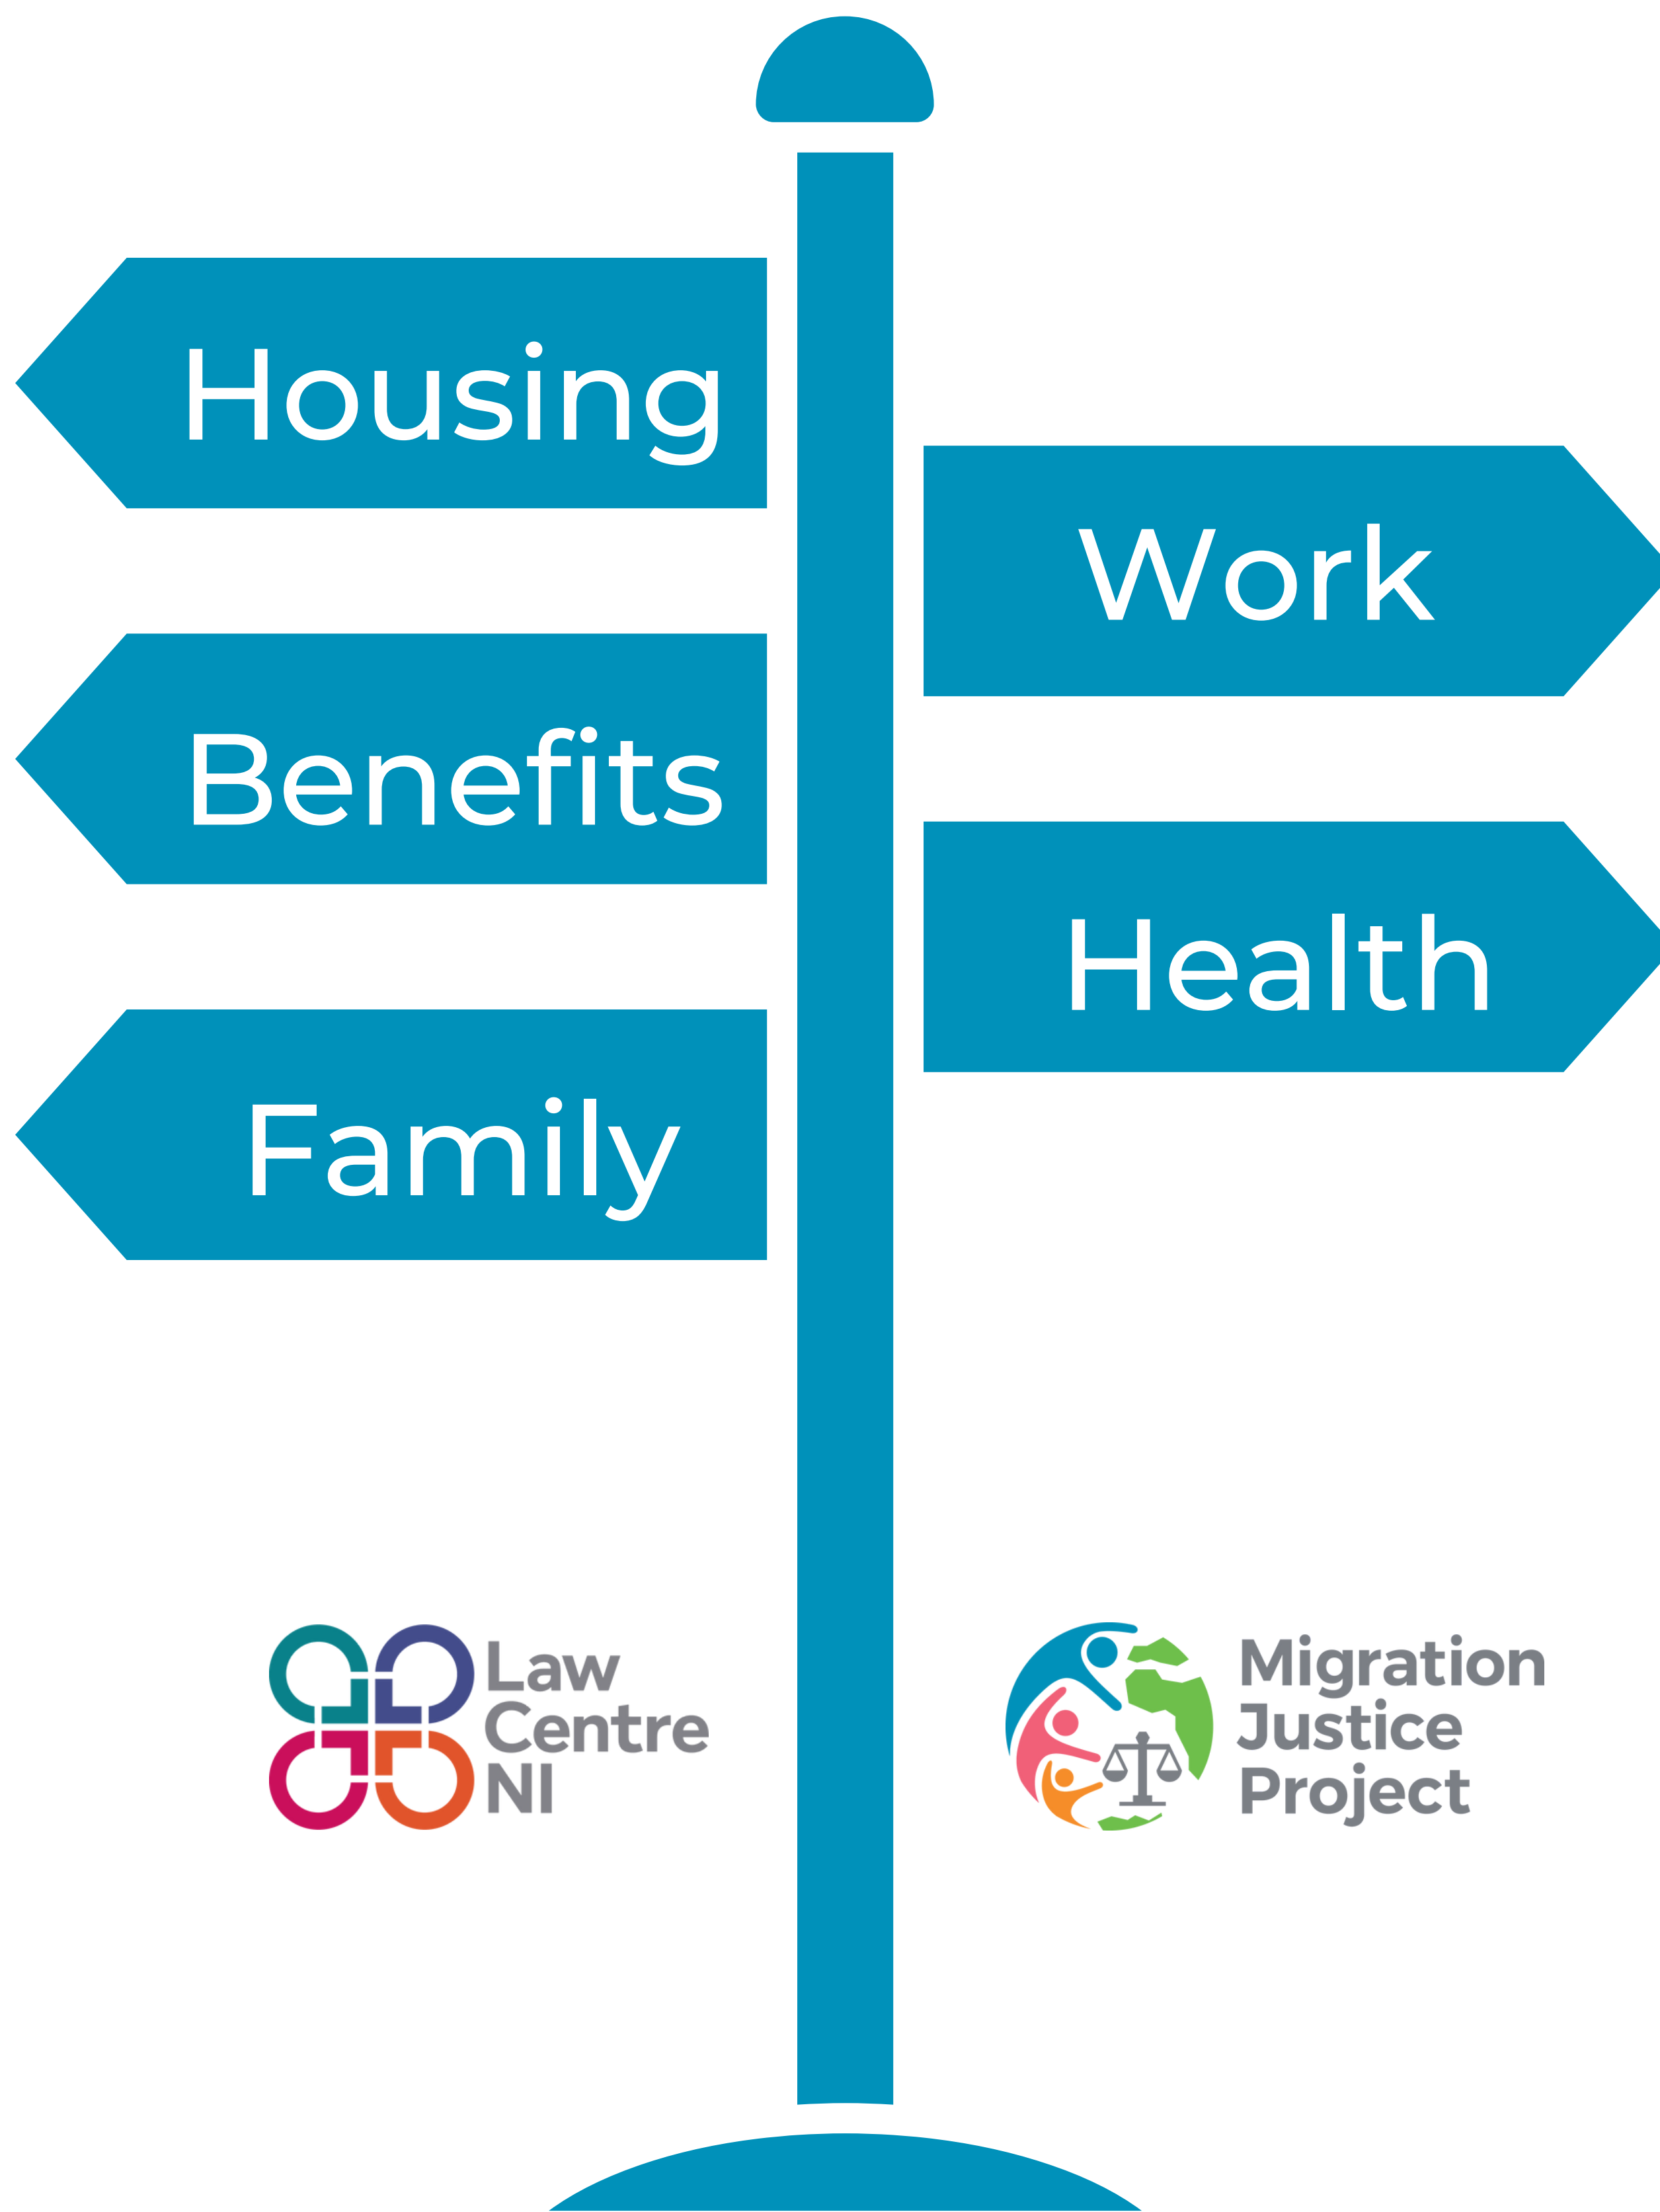 Housing
Work
Benefits
Health
Family
Law
Centre
NI
Migration
Justice
Project